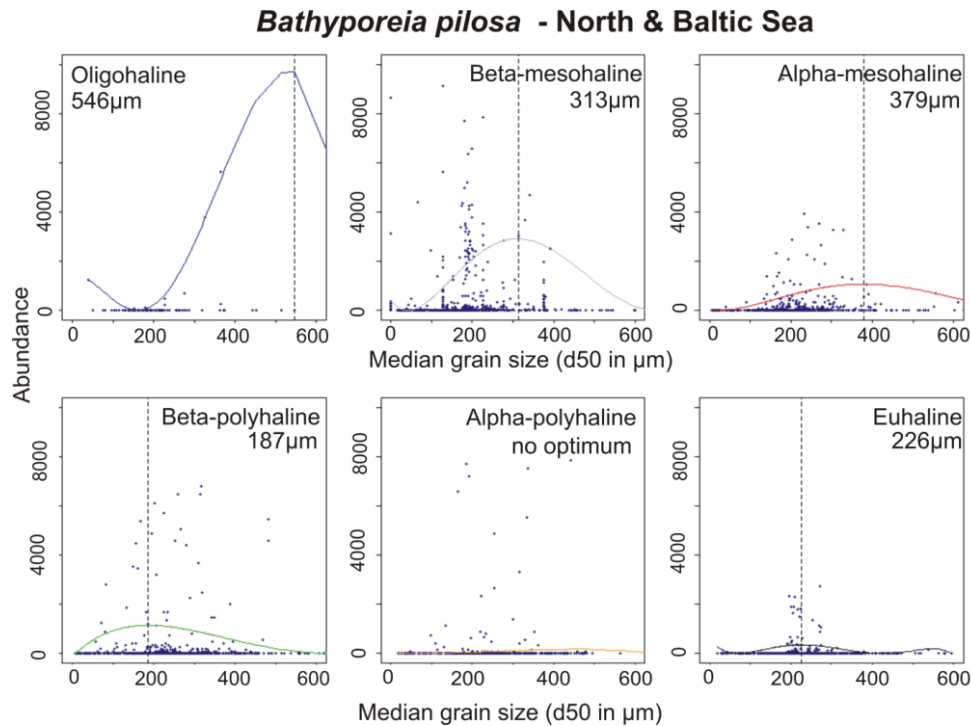 Bathyporeia pilosa - North & Baltic Sea
Abundance
Oligohaline
546µm
8000
4000
0
0 200 400 600
Beta-mesohaline
313µm
8000
4000
0
0 200 400 600
Alpha-mesohaline
379µm
8000
4000
0
0 200 400 600
Median grain size (d50 in µm)
Beta-polyhaline
187µm
8000
4000
0
0 200 400 600
Alpha-polyhaline
no optimum
8000
4000
0
0 200 400 600
Euhaline
226µm
8000
4000
0
0 200 400 600
Median grain size (d50 in µm)